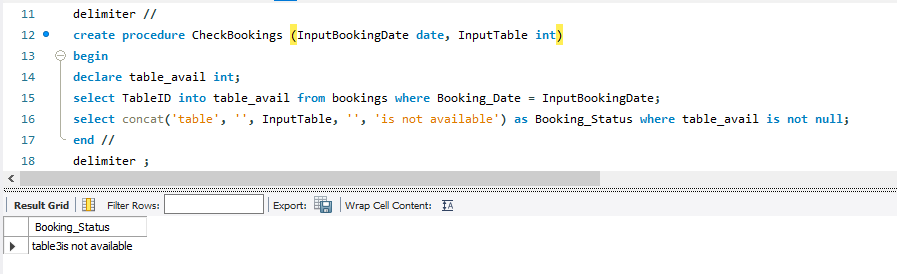 11 delimiter //
12 create procedure CheckBookings (InputBookingDate date, InputTable int)
13 begin
14 declare table_avail int;
15 select TableID into table_avail from bookings where Booking_Date = InputBookingDate;
16 select concat('table', '', InputTable, '', 'is not available') as Booking_Status where table_avail is not null;
17 end //
18 delimiter ;
Result Grid Filter Rows: Export: Wrap Cell Content:
Booking_Status
table3is not available